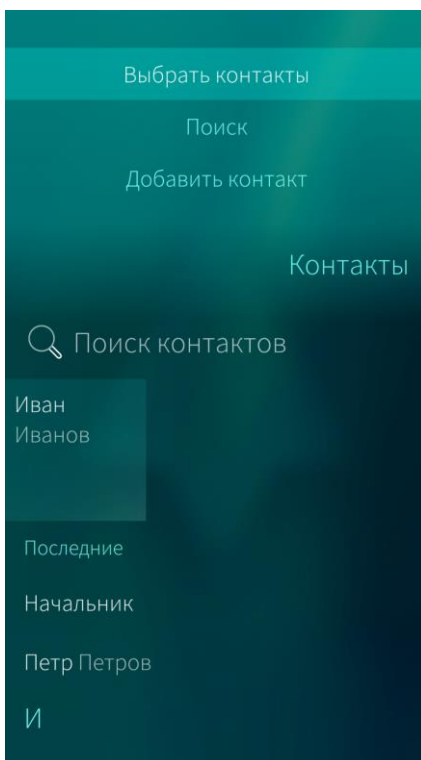 Выбрать контакты
Поиск
Добавить контакт
Контакты
Поиск контактов
Иван
Иванов
Последние
Начальник
Петр Петров
И